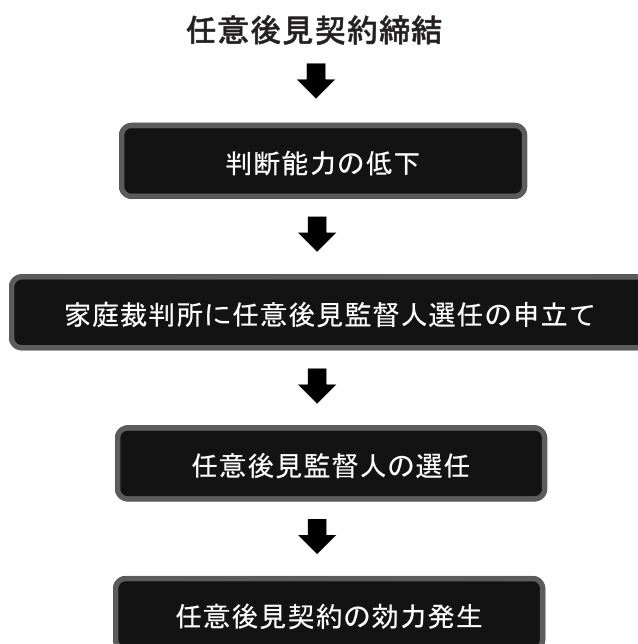 任意後見契約締結
判断能力の低下
家庭裁判所に任意後見監督人選任の申立て
任意後見監督人の選任
任意後見契約の効力発生